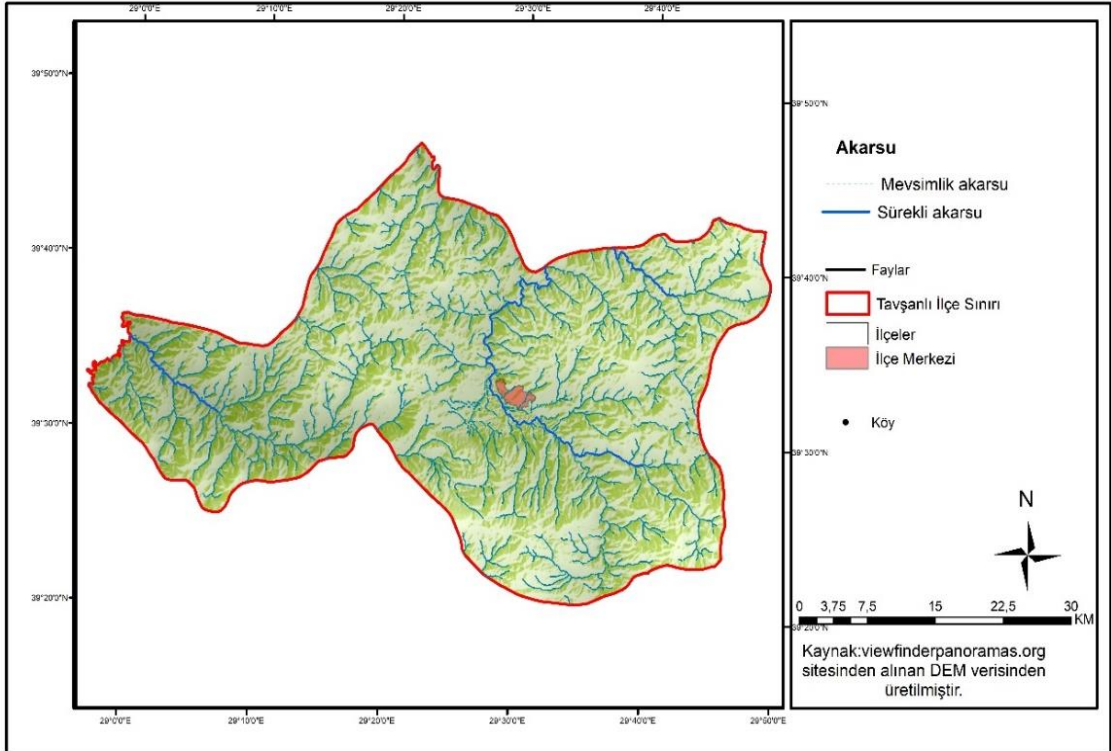 29°0'0"E 29°10'0"E 29°20'0"E 29°30'0"E 29°40'0"E
39°50'0"N
39°40'0"N
39°30'0"N
39°20'0"N
39°50'0"N
39°40'0"N
39°30'0"N
39°20'0"N
29°0'0"E 29°10'0"E 29°20'0"E 29°30'0"E 29°40'0"E 29°50'0"E
Akarsu
Mevsimlik akarsu
Sürekli akarsu
Faylar
Tavşanlı İlçe Sınırı
İlçeler
İlçe Merkezi
Köy
N
0 3,75 7,5 15 22,5 30
KM
Kaynak:viewfinderpanoramas.org
sitesinden alınan DEM verisinden
üretilmiştir.